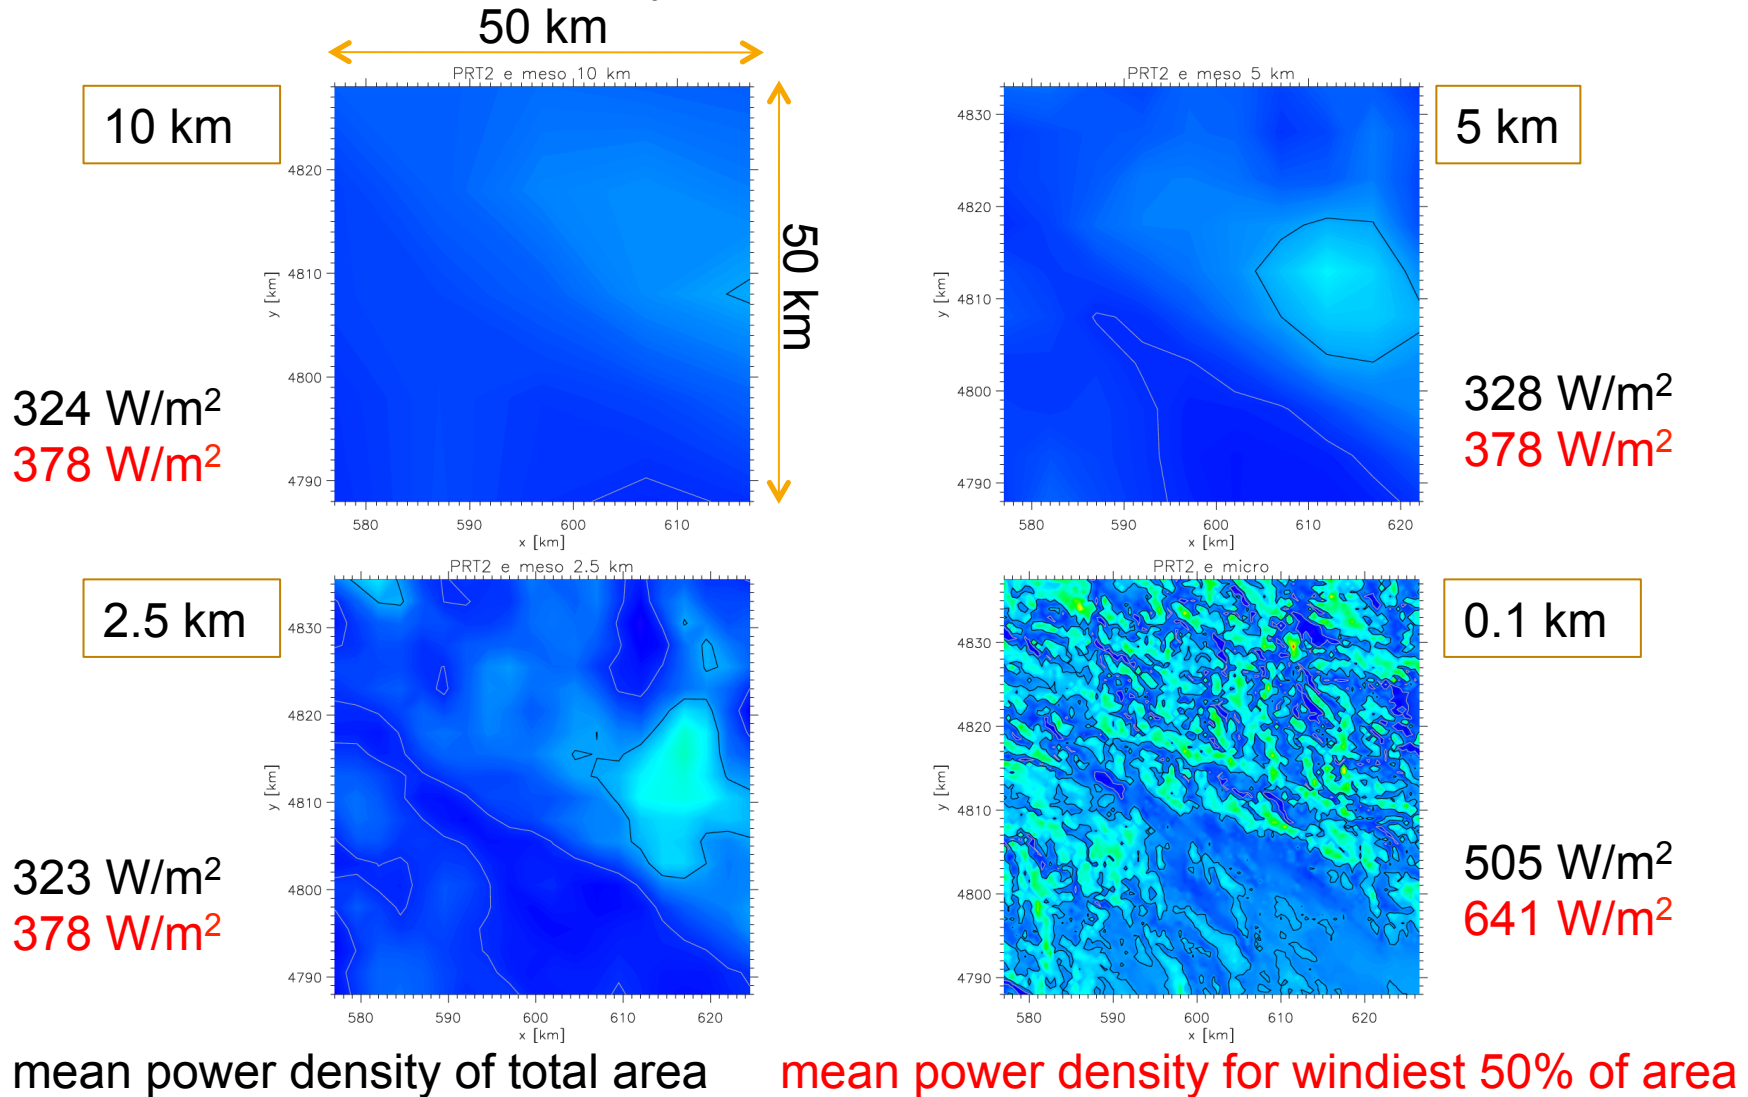 50 km
PRT2 e meso 10 km
10 km
4820
4810
4800
4790
y [km]
580 590 600 610
x [km]
50 km
324 W/m²
378 W/m²
PRT2 e meso 5 km
5 km
4830
4820
4810
4800
4790
y [km]
580 590 600 610 620
x [km]
328 W/m²
378 W/m²
PRT2 e meso 2.5 km
2.5 km
4830
4820
4810
4800
4790
y [km]
580 590 600 610 620
x [km]
323 W/m²
378 W/m²
PRT2 e micro
0.1 km
4830
4820
4810
4800
4790
y [km]
580 590 600 610 620
x [km]
505 W/m²
641 W/m²
mean power density of total area
mean power density for windiest 50% of area